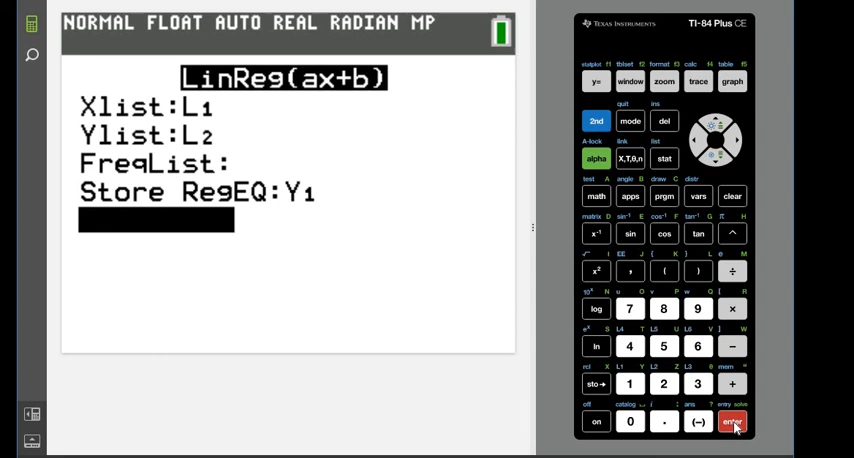 NORMAL FLOAT AUTO REAL RADIAN MP
LinReg(ax+b)
Xlist:L1
Ylist:L2
FreqList:
Store RegEQ:Y1
TEXAS INSTRUMENTS TI-84 Plus CE
statplot f1 tblset f2 format f3 calc f4 table f5
y= window zoom trace graph
quit ins
2nd mode del
A-lock link list
alpha X,T,θ,n stat
test A angle B draw C distr
math apps prgm vars clear
matrix D sin⁻¹ E cos⁻¹ F tan⁻¹ G π H
x⁻¹ sin cos tan ^
√ I EE J { K } L e M
x² , ( ) ÷
10ˣ N u O v P w Q [ R
log 7 8 9 ×
eˣ S L4 T L5 U L6 V ] W
ln 4 5 6 −
rcl X L1 Y L2 Z L3 θ mem "
sto→ 1 2 3 +
off catalog i : ans ? entry solve
on 0 . (−) enter